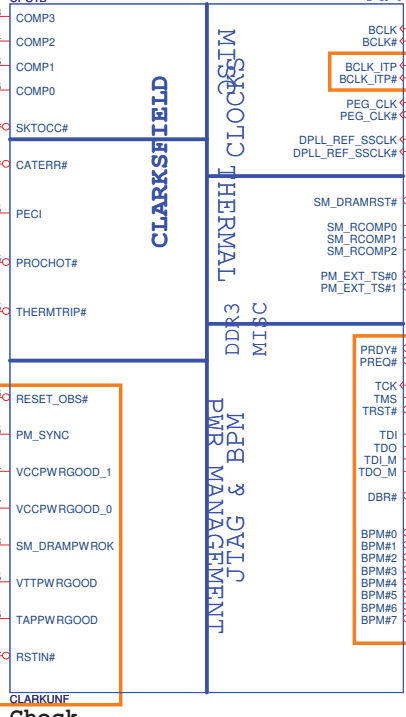 COMP3
COMP2
COMP1
COMP0
SKTOCC#
CATERR#
PECI
PROCHOT#
THERMTRIP#
RESET_OBS#
PM_SYNC
VCCPWRGOOD_1
VCCPWRGOOD_0
SM_DRAMPWROK
VTTPWRGOOD
TAPPWRGOOD
RSTIN#
CLARKSFIELD
MISC
THERMAL
PWR MANAGEMENT
CLOCKS
DDR3
MISC
JTAG & BPM
BCLK
BCLK#
BCLK_ITP
BCLK_ITP#
PEG_CLK
PEG_CLK#
DPLL_REF_SSCLK
DPLL_REF_SSCLK#
SM_DRAMRST#
SM_RCOMP0
SM_RCOMP1
SM_RCOMP2
PM_EXT_TS#0
PM_EXT_TS#1
PRDY#
PREQ#
TCK
TMS
TRST#
TDI
TDO
TDI_M
TDO_M
DBR#
BPM#0
BPM#1
BPM#2
BPM#3
BPM#4
BPM#5
BPM#6
BPM#7
CLARKUNF